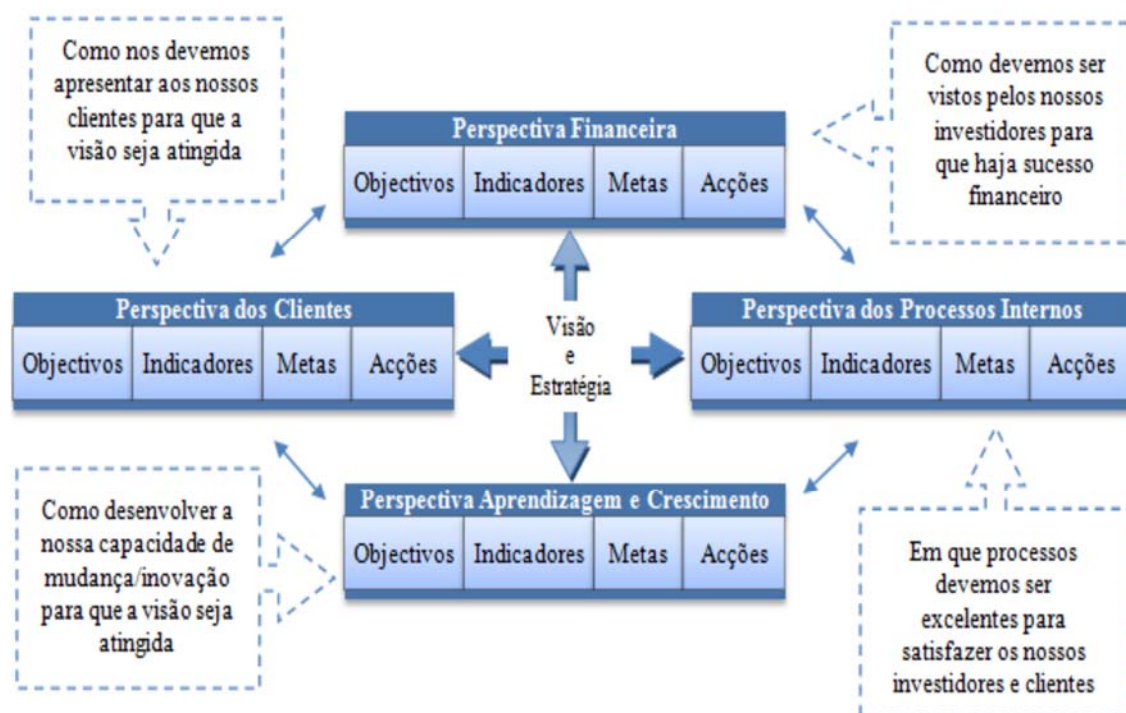 Como nos devemos
apresentar aos nossos
clientes para que a
visão seja atingida
Como devemos ser
vistos pelos nossos
investidores para
que haja sucesso
financeiro
Perspectiva Financeira
Objectivos Indicadores Metas Acções
Perspectiva dos Clientes
Objectivos Indicadores Metas Acções
Visão
e
Estratégia
Perspectiva dos Processos Internos
Objectivos Indicadores Metas Acções
Perspectiva Aprendizagem e Crescimento
Objectivos Indicadores Metas Acções
Como desenvolver a
nossa capacidade de
mudança/inovação
para que a visão seja
atingida
Em que processos
devemos ser
excelentes para
satisfazer os nossos
investidores e clientes